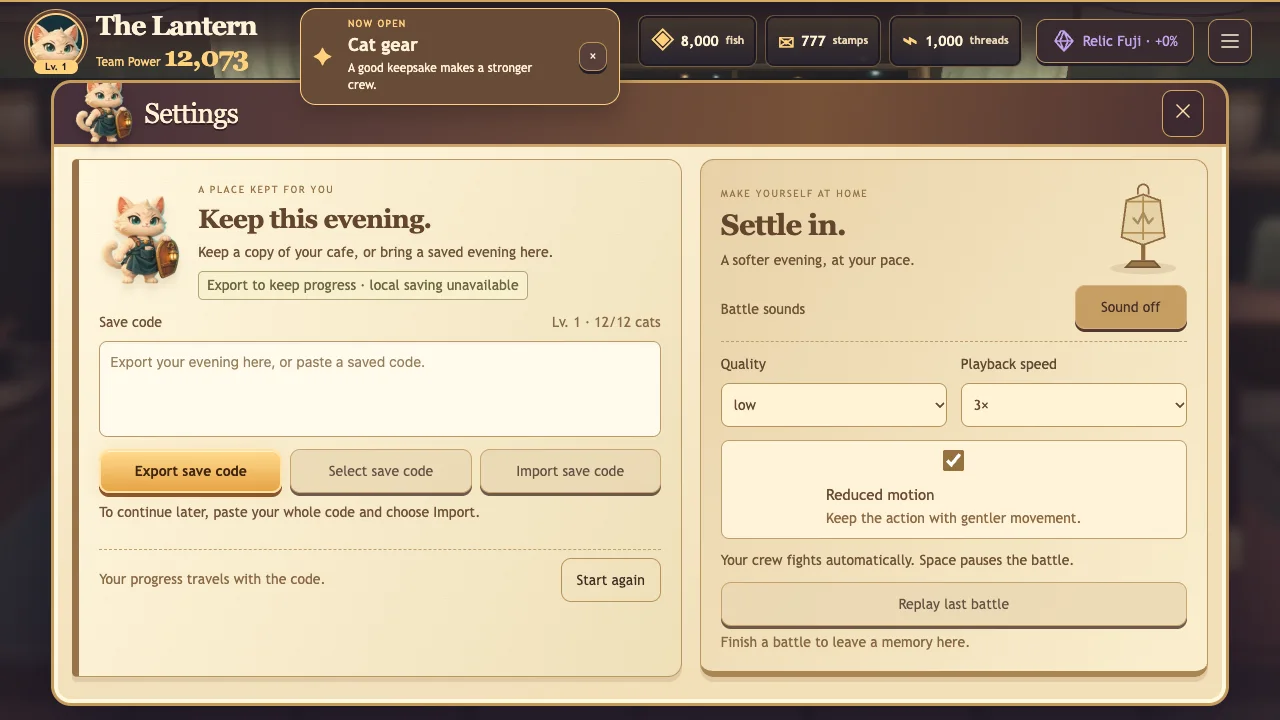 The Lantern
Team Power 12,073
Lv. 1
NOW OPEN
Cat gear
A good keepsake makes a stronger
crew.
×
8,000 fish
777 stamps
1,000 threads
Relic Fuji · +0%
Settings
A PLACE KEPT FOR YOU
Keep this evening.
Keep a copy of your cafe, or bring a saved evening here.
Export to keep progress · local saving unavailable
Save code
Lv. 1 · 12/12 cats
Export your evening here, or paste a saved code.
Export save code
Select save code
Import save code
To continue later, paste your whole code and choose Import.
Your progress travels with the code.
Start again
MAKE YOURSELF AT HOME
Settle in.
A softer evening, at your pace.
Battle sounds
Sound off
Quality
Playback speed
low
3×
Reduced motion
Keep the action with gentler movement.
Your crew fights automatically. Space pauses the battle.
Replay last battle
Finish a battle to leave a memory here.